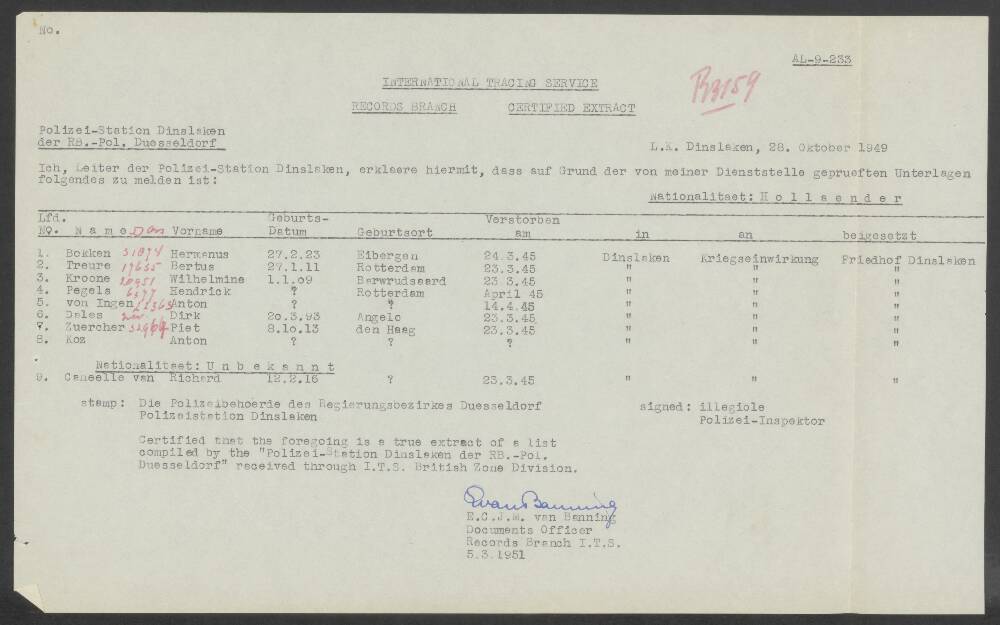 No.
AL-9-233
INTERNATIONAL TRACING SERVICE
R3159
RECORDS BRANCH CERTIFIED EXTRACT
Polizei-Station Dinslaken
der RB.-Pol. Duesseldorf
L.K. Dinslaken, 28. Oktober 1949
Ich, Leiter der Polizei-Station Dinslaken, erklaere hiermit, dass auf Grund der von meiner Dienststelle geprueften Unterlagen
folgendes zu melden ist:
Nationalitaet: Hollaender
Lfd. Geburts- Verstorben
No. Name Vorname Datum Geburtsort am in an beigesetzt
1. Bokken 31894 Hermanus 27.2.23 Eibergen 24.3.45 Dinslaken Kriegseinwirkung Friedhof Dinslaken
2. Treure Bertus 27.1.11 Rotterdam 23.3.45 " " "
3. Kroone Wilhelmine 1.1.09 Berwrudsaard 23.3.45 " " "
4. Pegels Hendrick ? Rotterdam April 45 " " "
5. von Ingen Anton ? ? 14.4.45 " " "
6. Dales Dirk 20.3.93 Angelo 23.3.45 " " "
7. Zuercher Piet 8.10.13 den Haag 23.3.45 " " "
8. Koz Anton ? ? ? " " "
Nationalitaet: Unbekannt
9. Caneelle van Richard 12.2.16 ? 23.3.45 " " "
stamp: Die Polizeibehoerde des Regierungsbezirkes Duesseldorf signed: illegible
Polizeistation Dinslaken Polizei-Inspektor
Certified that the foregoing is a true extract of a list
compiled by the "Polizei-Station Dinslaken der RB.-Pol.
Duesseldorf" received through I.T.S. British Zone Division.
EvanBanning
E.C.J.M. van Banning
Documents Officer
Records Branch I.T.S.
5.3.1951